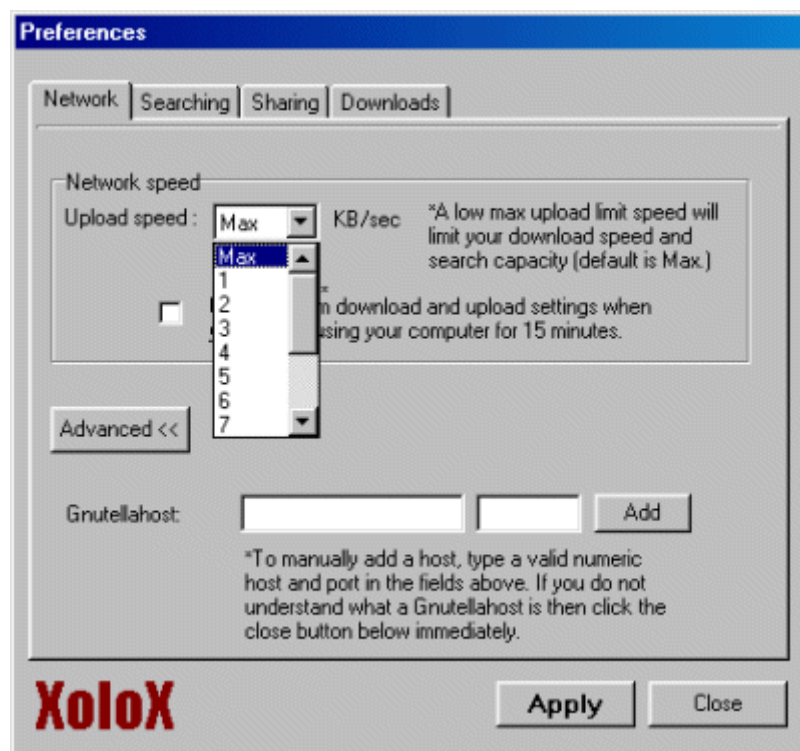 Preferences
Network Searching Sharing Downloads
Network speed
Upload speed : Max KB/sec *A low max upload limit speed will
limit your download speed and
search capacity (default is Max.)
Max
1
2
3
4
5
6
7
download and upload settings when
using your computer for 15 minutes.
Advanced <<
Gnutellahost: Add
*To manually add a host, type a valid numeric
host and port in the fields above. If you do not
understand what a Gnutellahost is then click the
close button below immediately.
XoloX Apply Close